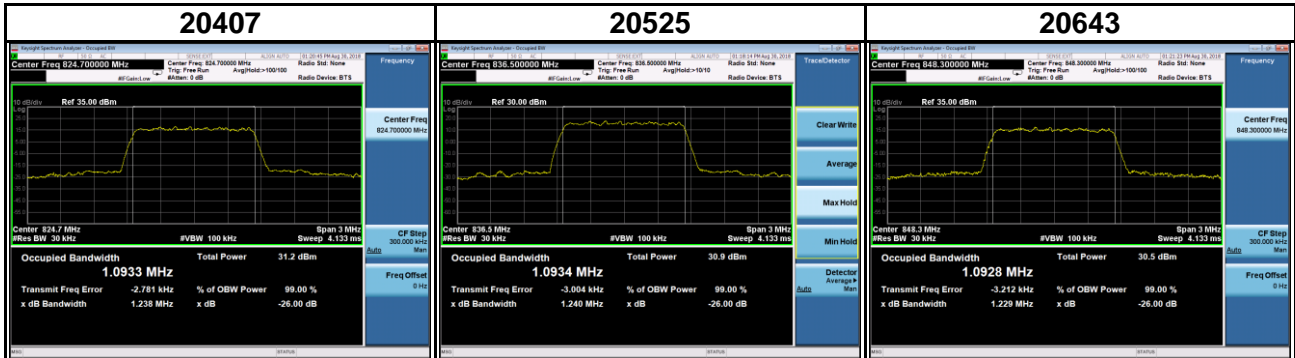 20407
20525
20643
Keysight Spectrum Analyzer - Occupied BW
Center Freq 824.700000 MHz
Center Freq: 824.700000 MHz
Radio Std: None
Trig: Free Run Avg|Hold:>100/100
#IFGain:Low #Atten: 0 dB Radio Device: BTS
10 dB/div Ref 35.00 dBm
Log
Center 824.7 MHz Span 3 MHz
#Res BW 30 kHz #VBW 100 kHz Sweep 4.133 ms
Occupied Bandwidth Total Power 31.2 dBm
1.0933 MHz
Transmit Freq Error -2.781 kHz % of OBW Power 99.00 %
x dB Bandwidth 1.238 MHz x dB -26.00 dB
MSG STATUS
Frequency
Center Freq
824.700000 MHz
CF Step
300.000 kHz
Auto Man
Freq Offset
0 Hz
Keysight Spectrum Analyzer - Occupied BW
Center Freq 836.500000 MHz
Center Freq: 836.500000 MHz
Radio Std: None
Trig: Free Run Avg|Hold:>10/10
#IFGain:Low #Atten: 0 dB Radio Device: BTS
10 dB/div Ref 30.00 dBm
Log
Center 836.5 MHz Span 3 MHz
#Res BW 30 kHz #VBW 100 kHz Sweep 4.133 ms
Occupied Bandwidth Total Power 30.9 dBm
1.0934 MHz
Transmit Freq Error -3.004 kHz % of OBW Power 99.00 %
x dB Bandwidth 1.240 MHz x dB -26.00 dB
MSG STATUS
Trace/Detector
Clear Write
Average
Max Hold
Min Hold
Detector
Average
Auto Man
Keysight Spectrum Analyzer - Occupied BW
Center Freq 848.300000 MHz
Center Freq: 848.300000 MHz
Radio Std: None
Trig: Free Run Avg|Hold:>100/100
#IFGain:Low #Atten: 0 dB Radio Device: BTS
10 dB/div Ref 35.00 dBm
Log
Center 848.3 MHz Span 3 MHz
#Res BW 30 kHz #VBW 100 kHz Sweep 4.133 ms
Occupied Bandwidth Total Power 30.5 dBm
1.0928 MHz
Transmit Freq Error -3.212 kHz % of OBW Power 99.00 %
x dB Bandwidth 1.229 MHz x dB -26.00 dB
MSG STATUS
Frequency
Center Freq
848.300000 MHz
CF Step
300.000 kHz
Auto Man
Freq Offset
0 Hz